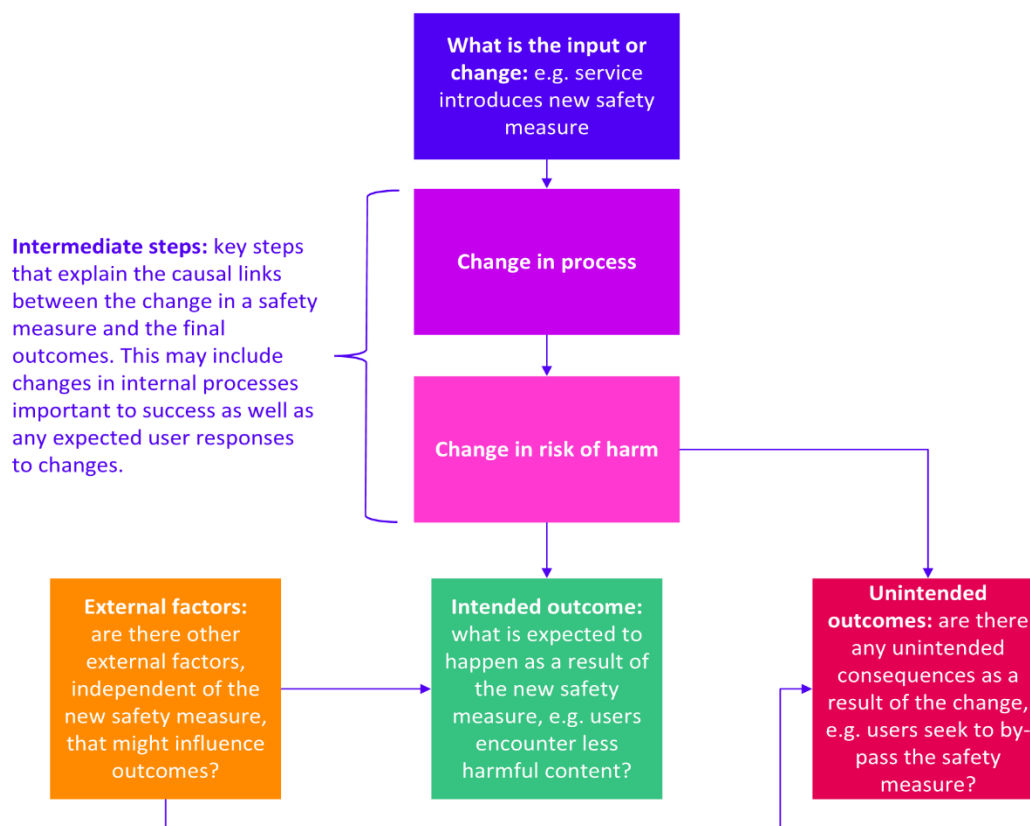 What is the input or
change: e.g. service
introduces new safety
measure
Change in process
Intermediate steps: key steps
that explain the causal links
between the change in a safety
measure and the final
outcomes. This may include
changes in internal processes
important to success as well as
any expected user responses
to changes.
Change in risk of harm
External factors:
are there other
external factors,
independent of the
new safety measure,
that might influence
outcomes?
Intended outcome:
what is expected to
happen as a result of
the new safety
measure, e.g. users
encounter less
harmful content?
Unintended
outcomes: are there
any unintended
consequences as a
result of the change,
e.g. users seek to by-
pass the safety
measure?